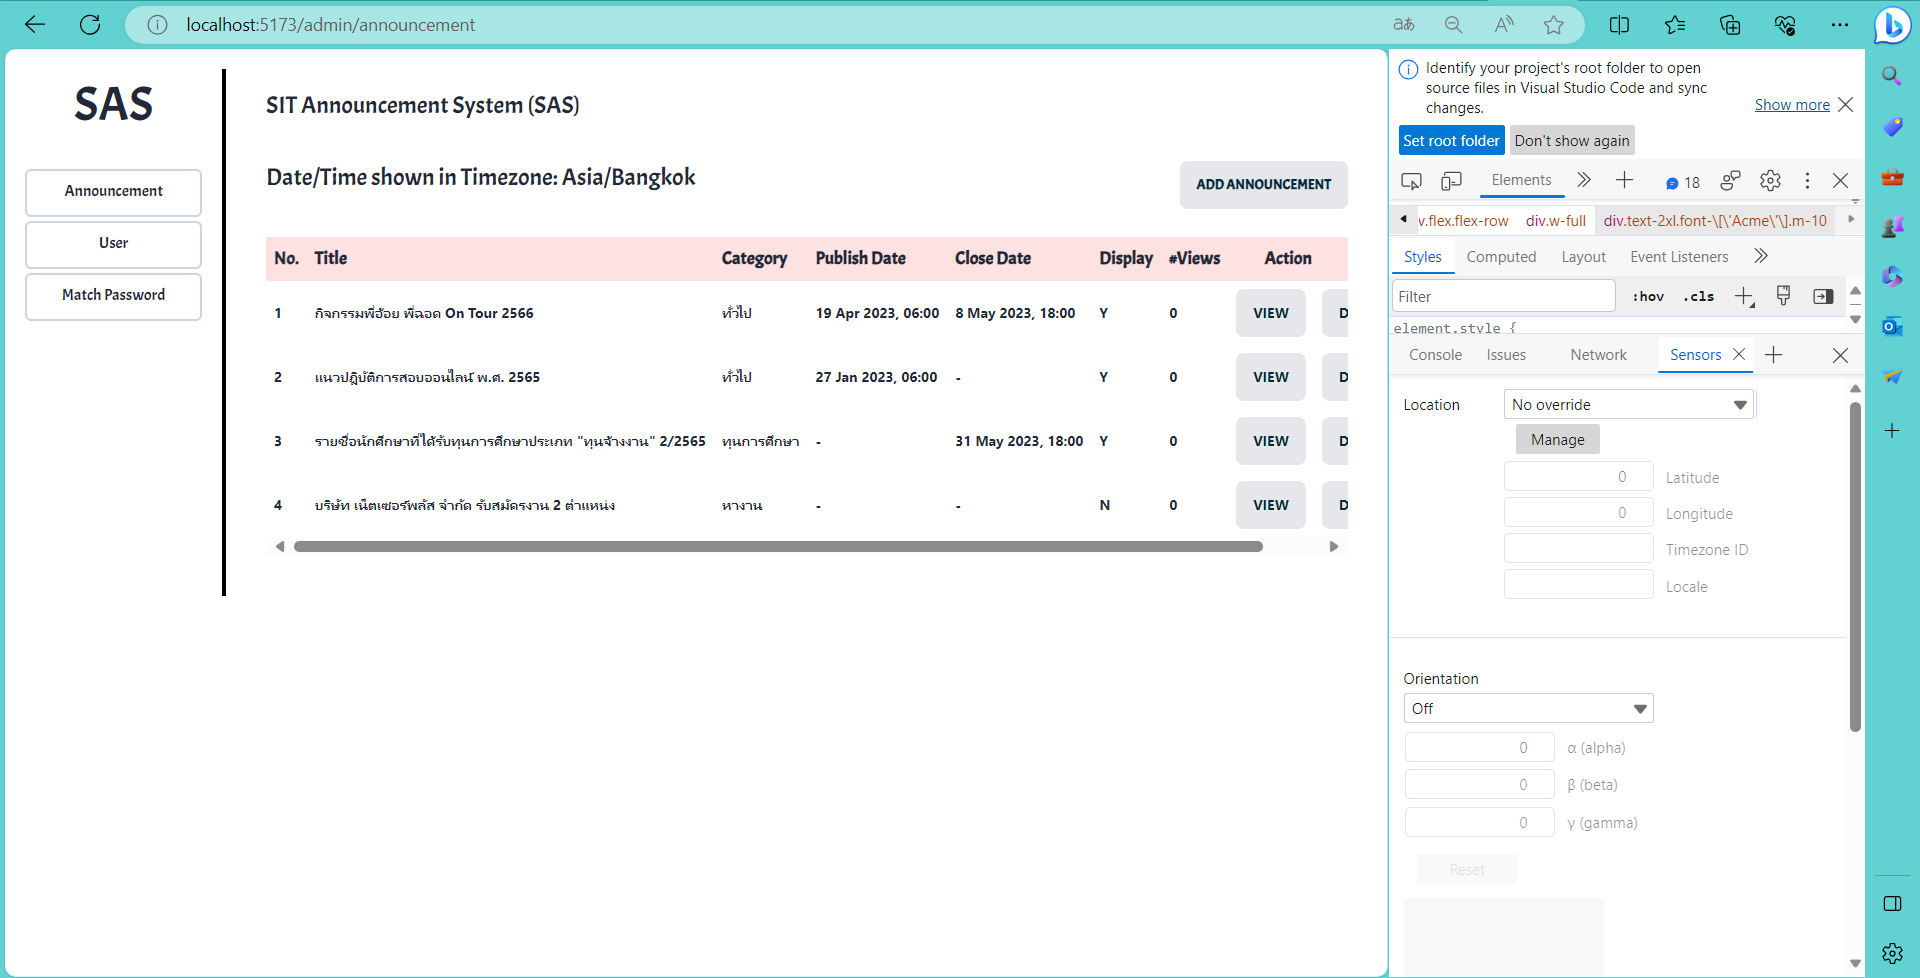 localhost:5173/admin/announcement
SAS
Announcement
User
Match Password
SIT Announcement System (SAS)
Date/Time shown in Timezone: Asia/Bangkok
ADD ANNOUNCEMENT
No. Title Category Publish Date Close Date Display #Views Action
1 กิจกรรมพี่อ้อย พี่ฉอด On Tour 2566 ทั่วไป 19 Apr 2023, 06:00 8 May 2023, 18:00 Y 0 VIEW D
2 แนวปฎิบัติการสอบออนไลน์ พ.ศ. 2565 ทั่วไป 27 Jan 2023, 06:00 - Y 0 VIEW D
3 รายชื่อนักศึกษาที่ได้รับทุนการศึกษาประเภท "ทุนจ้างงาน" 2/2565 ทุนการศึกษา - 31 May 2023, 18:00 Y 0 VIEW D
4 บริษัท เน็ตเซอร์พลัส จำกัด รับสมัครงาน 2 ตำแหน่ง หางาน - - N 0 VIEW D
Identify your project's root folder to open
source files in Visual Studio Code and sync
changes.
Show more
Set root folder Don't show again
Elements 18
v.flex.flex-row div.w-full div.text-2xl.font-\[\'Acme\'\].m-10
Styles Computed Layout Event Listeners
Filter :hov .cls
element.style {
Console Issues Network Sensors
Location No override
Manage
0 Latitude
0 Longitude
Timezone ID
Locale
Orientation
Off
0 α (alpha)
0 β (beta)
0 γ (gamma)
Reset